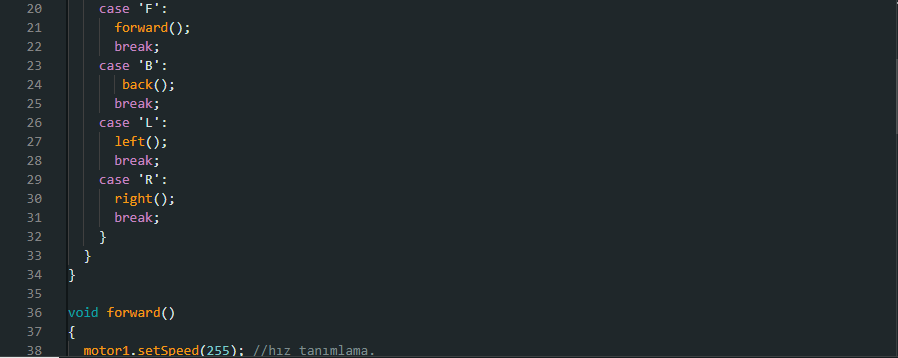 20 case 'F':
21 forward();
22 break;
23 case 'B':
24 back();
25 break;
26 case 'L':
27 left();
28 break;
29 case 'R':
30 right();
31 break;
32 }
33 }
34 }
35
36 void forward()
37 {
38 motor1.setSpeed(255); //hız tanımlama.